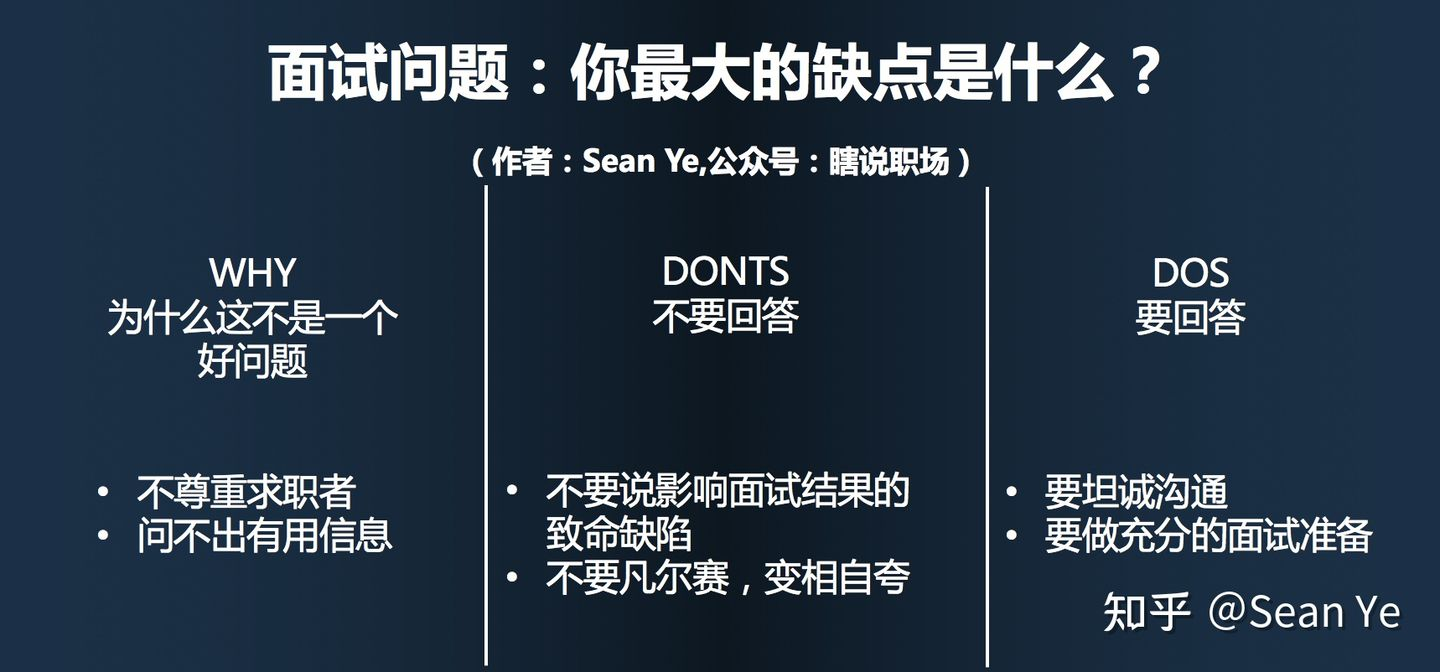 面试问题：你最大的缺点是什么？
（作者：Sean Ye,公众号：瞎说职场）
WHY
为什么这不是一个
好问题
• 不尊重求职者
• 问不出有用信息
DONTS
不要回答
• 不要说影响面试结果的
致命缺陷
• 不要凡尔赛，变相自夸
DOS
要回答
• 要坦诚沟通
• 要做充分的面试准备
知乎 @Sean Ye